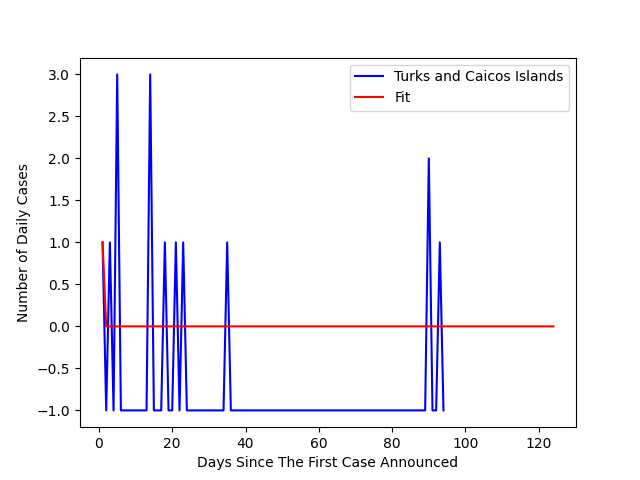 Turks and Caicos Islands
Fit
3.0
2.5
2.0
1.5
1.0
0.5
0.0
−0.5
−1.0
Number of Daily Cases
0 20 40 60 80 100 120
Days Since The First Case Announced